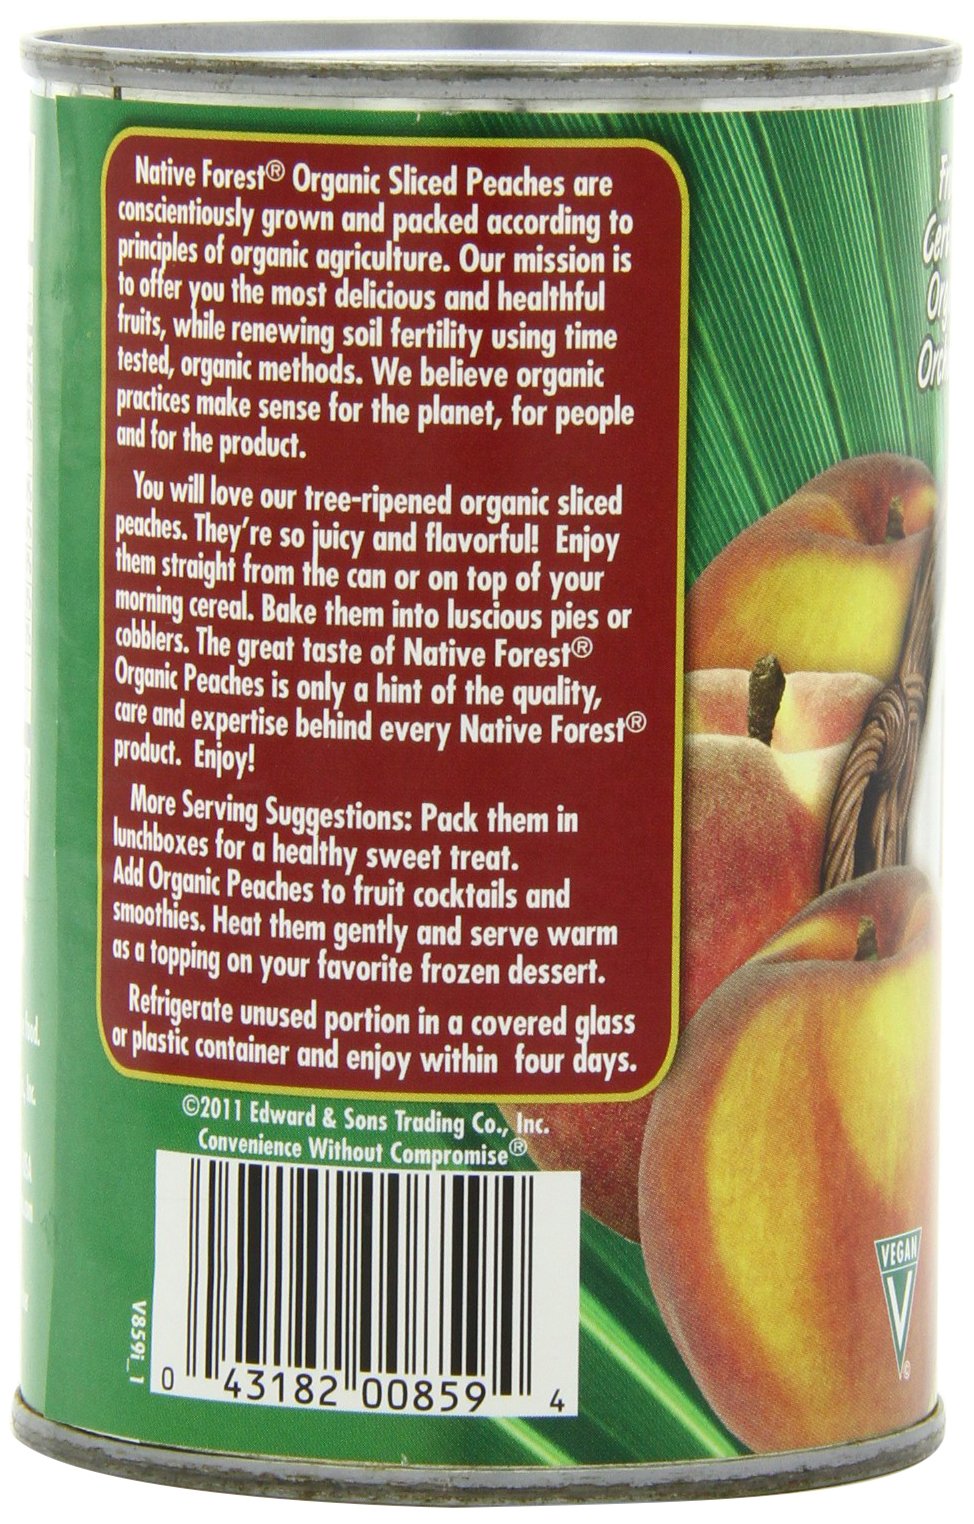 Native Forest® Organic Sliced Peaches are
conscientiously grown and packed according to
principles of organic agriculture. Our mission is
to offer you the most delicious and healthful
fruits, while renewing soil fertility using time
tested, organic methods. We believe organic
practices make sense for the planet, for people
and for the product.
You will love our tree-ripened organic sliced
peaches. They're so juicy and flavorful! Enjoy
them straight from the can or on top of your
morning cereal. Bake them into luscious pies or
cobblers. The great taste of Native Forest®
Organic Peaches is only a hint of the quality,
care and expertise behind every Native Forest®
product. Enjoy!
More Serving Suggestions: Pack them in
lunchboxes for a healthy sweet treat.
Add Organic Peaches to fruit cocktails and
smoothies. Heat them gently and serve warm
as a topping on your favorite frozen dessert.
Refrigerate unused portion in a covered glass
or plastic container and enjoy within four days.
©2011 Edward & Sons Trading Co., Inc.
Convenience Without Compromise®
V859i_1
0 43182 00859 4
VEGAN
V
©